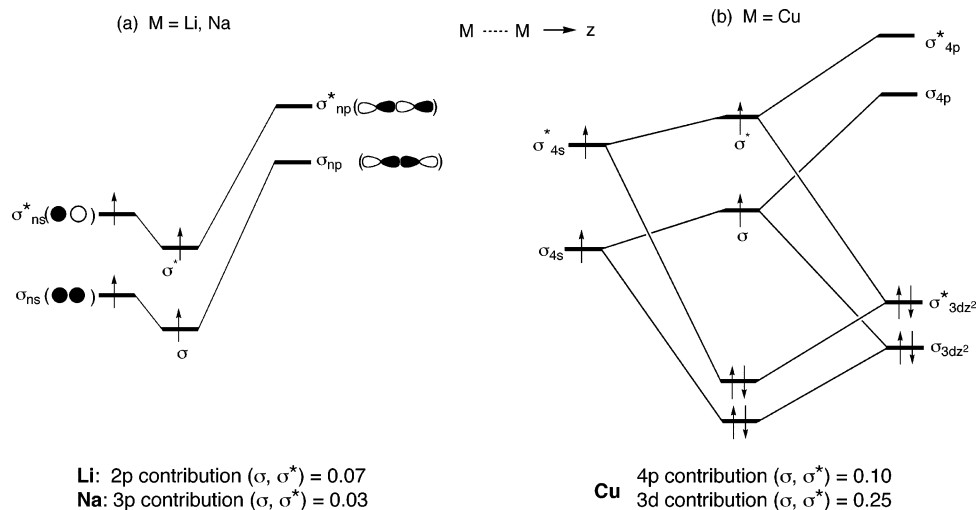 (a) M = Li, Na
M ----- M → z
(b) M = Cu
σ*np
σnp
σ*ns
σ*
σns
σ
σ*4p
σ4p
σ*4s
σ*
σ4s
σ
σ*3dz²
σ3dz²
Li: 2p contribution (σ, σ*) = 0.07
Na: 3p contribution (σ, σ*) = 0.03
Cu
4p contribution (σ, σ*) = 0.10
3d contribution (σ, σ*) = 0.25